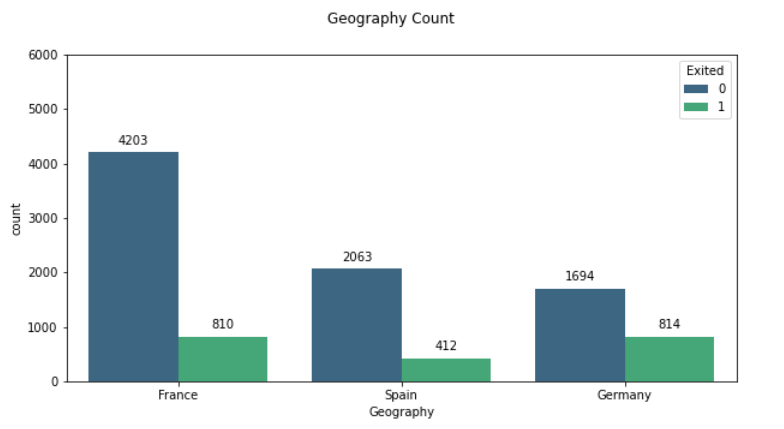 Geography Count
6000
5000
4000
3000
2000
1000
0
count
4203
810
2063
412
1694
814
Exited
0
1
France
Spain
Germany
Geography